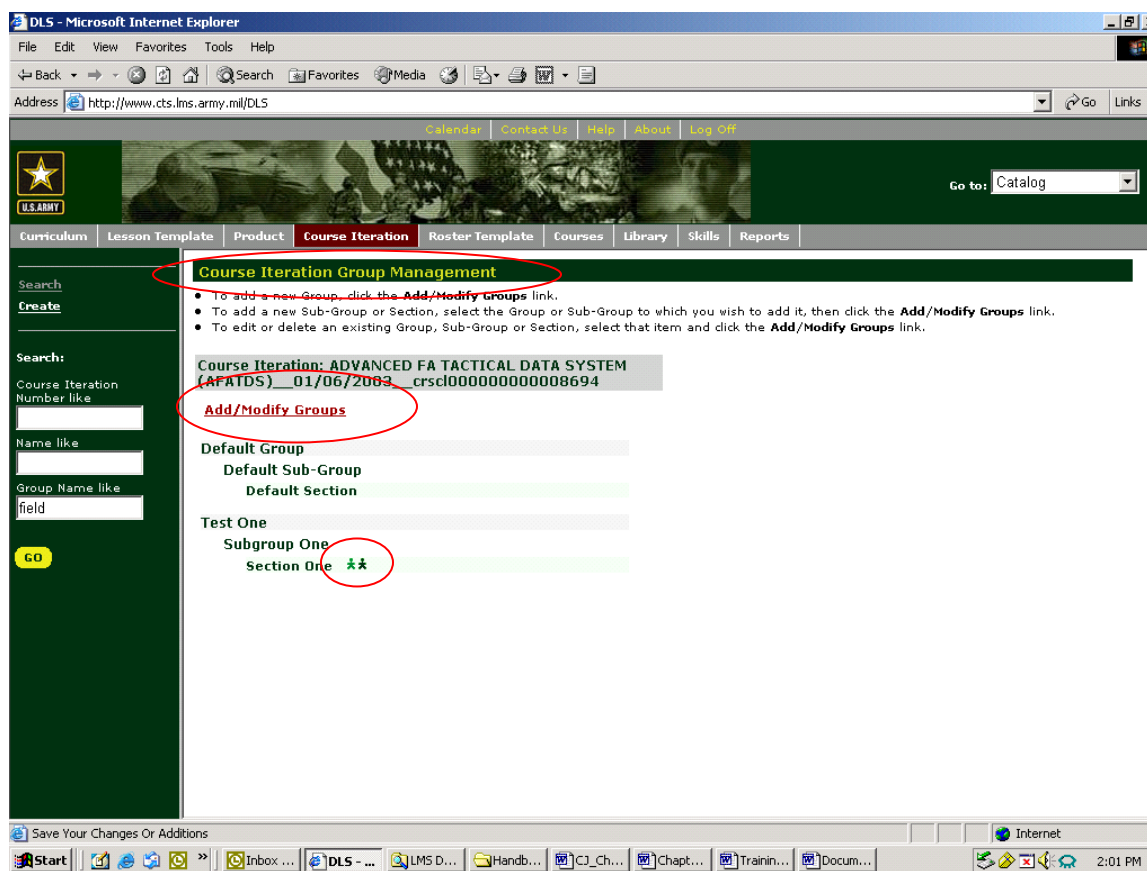 DLS - Microsoft Internet Explorer
File Edit View Favorites Tools Help
Back Search Favorites Media
Address http://www.cts.lms.army.mil/DLS Go Links
Calendar Contact Us Help About Log Off
U.S.ARMY
Go to: Catalog
Curriculum Lesson Template Product Course Iteration Roster Template Courses Library Skills Reports
Search
Create
Search:
Course Iteration
Number like
Name like
Group Name like
field
GO
Course Iteration Group Management
• To add a new Group, click the Add/Modify Groups link.
• To add a new Sub-Group or Section, select the Group or Sub-Group to which you wish to add it, then click the Add/Modify Groups link.
• To edit or delete an existing Group, Sub-Group or Section, select that item and click the Add/Modify Groups link.
Course Iteration: ADVANCED FA TACTICAL DATA SYSTEM
(AFATDS)__01/06/2003__crscl000000000008694
Add/Modify Groups
Default Group
Default Sub-Group
Default Section
Test One
Subgroup One
Section One
Save Your Changes Or Additions Internet
Start » Inbox ... DLS - ... LMS D... Handb... CJ_Ch... Chapt... Trainin... Docum... 2:01 PM